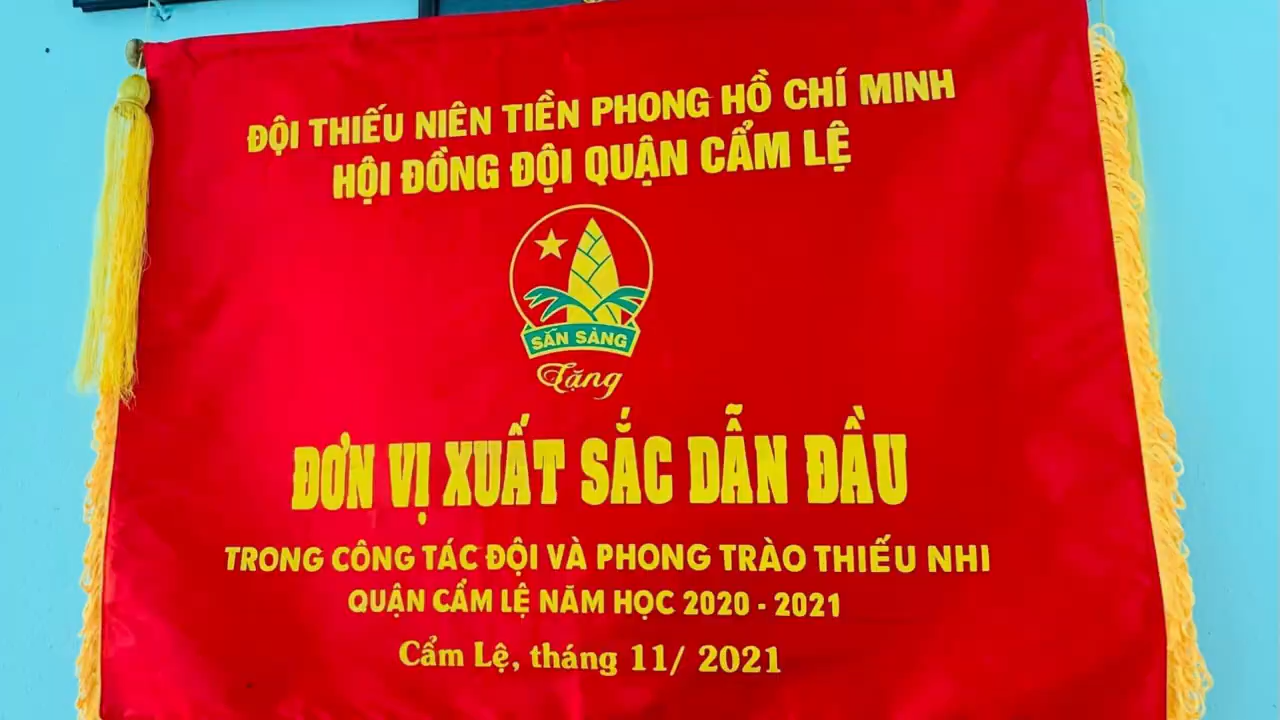 ĐỘI THIẾU NIÊN TIỀN PHONG HỒ CHÍ MINH
HỘI ĐỒNG ĐỘI QUẬN CẨM LỆ
SẴN SÀNG
Tặng
ĐƠN VỊ XUẤT SẮC DẪN ĐẦU
TRONG CÔNG TÁC ĐỘI VÀ PHONG TRÀO THIẾU NHI
QUẬN CẨM LỆ NĂM HỌC 2020 - 2021
Cẩm Lệ, tháng 11/ 2021